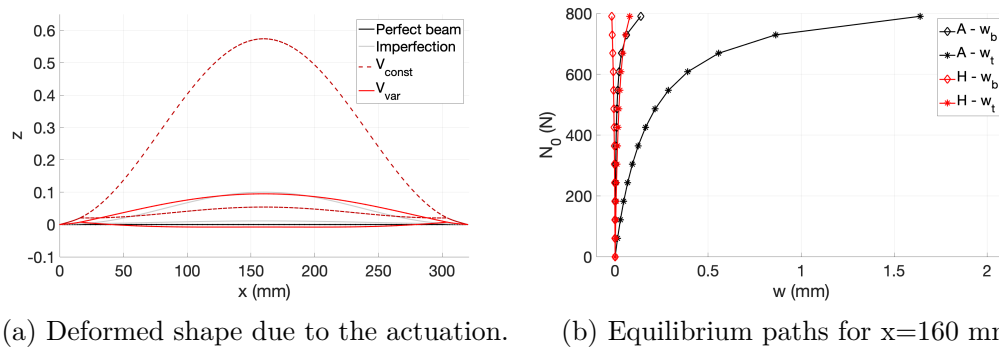 0.6
0.5
0.4
0.3
0.2
0.1
0
-0.1
z
0 50 100 150 200 250 300
x (mm)
Perfect beam
Imperfection
V_const
V_var
(a) Deformed shape due to the actuation.
800
600
400
200
0
N_0 (N)
0 0.5 1 1.5 2
w (mm)
A - w_b
A - w_t
H - w_b
H - w_t
(b) Equilibrium paths for x=160 mm